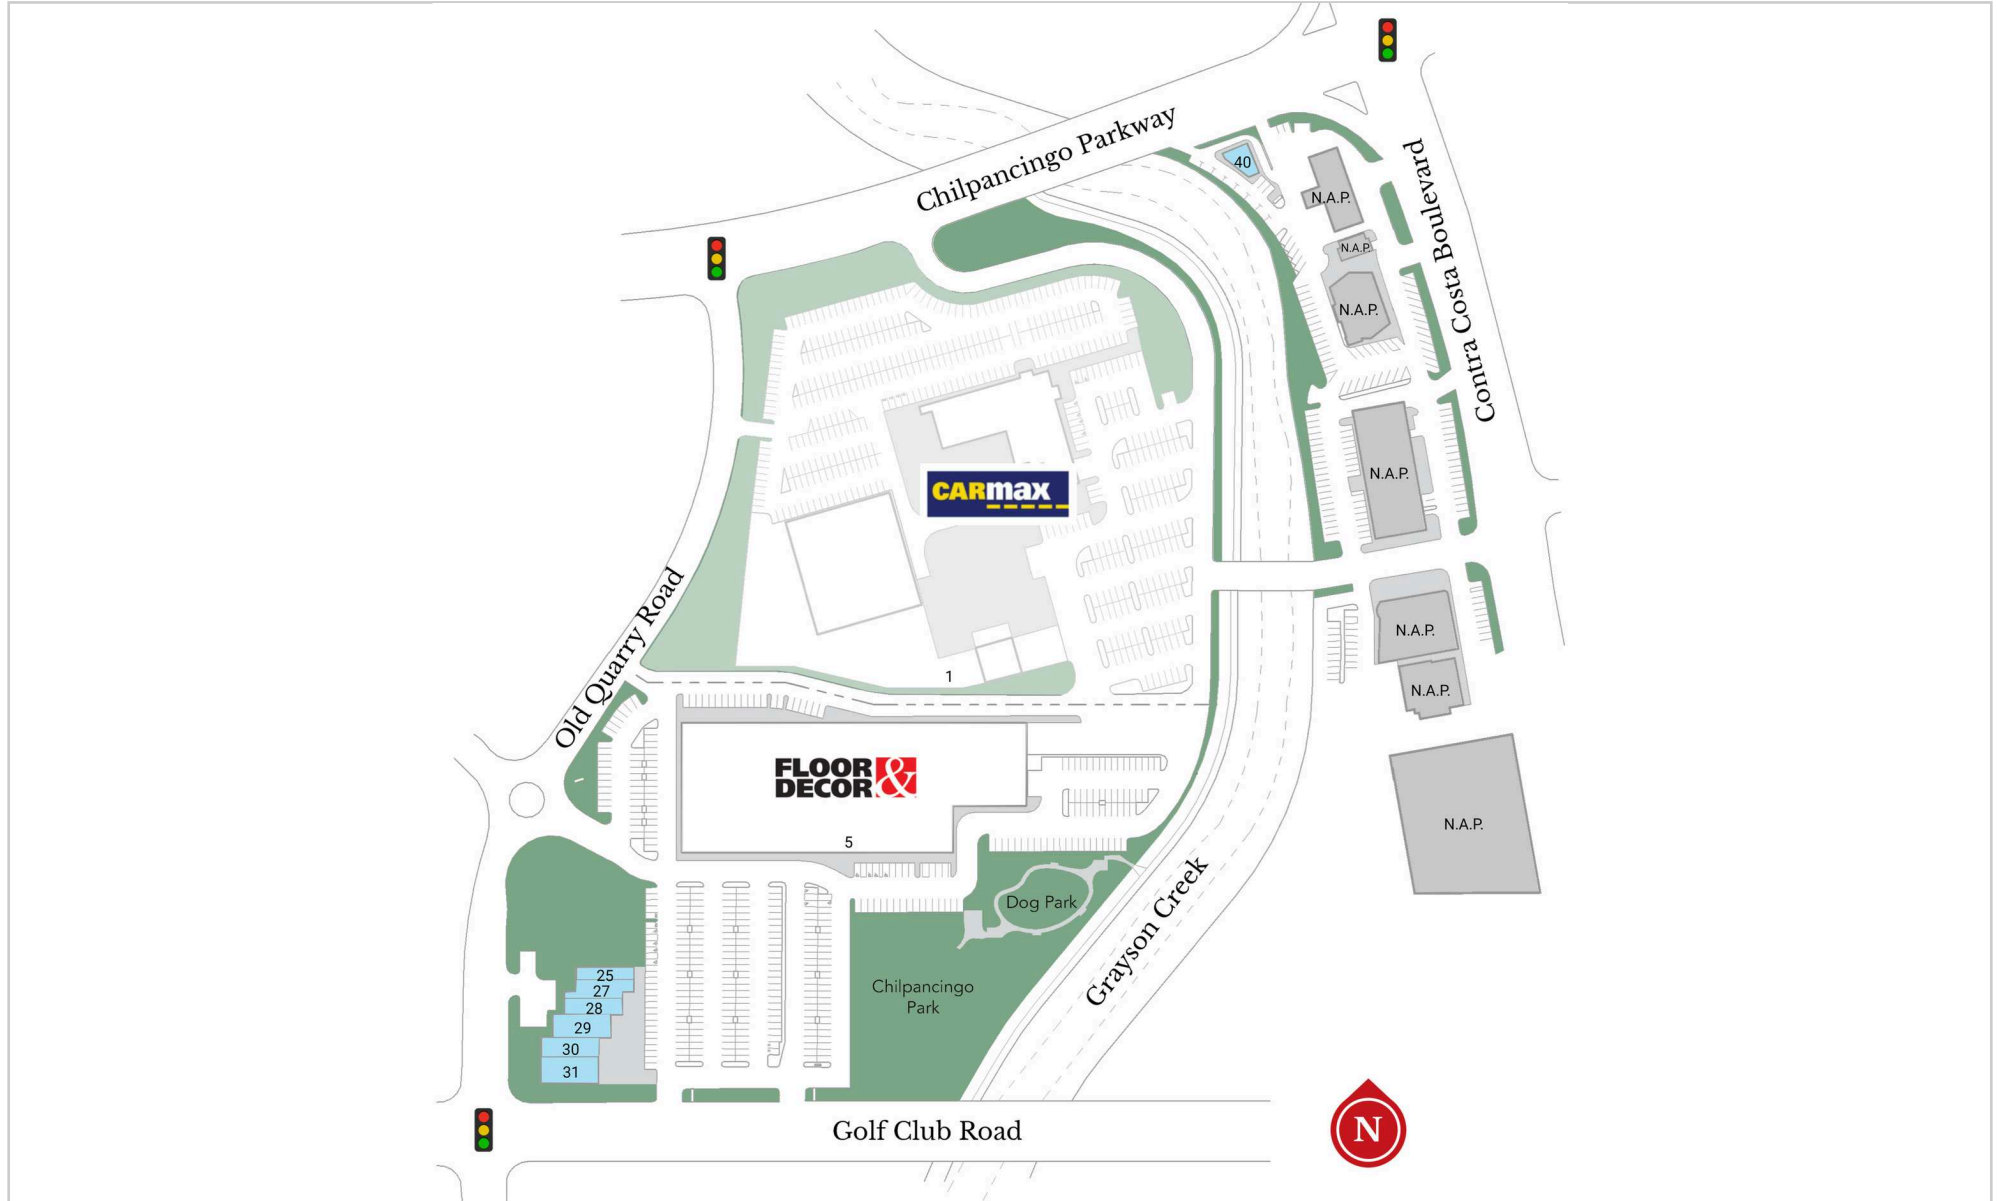 Chilpancingo Parkway
40
N.A.P.
Contra Costa Boulevard
N.A.P.
N.A.P.
N.A.P.
CARMAX
Old Quarry Road
N.A.P.
1
N.A.P.
FLOOR &
DECOR
5
N.A.P.
Dog Park
Grayson Creek
Chilpancingo
Park
25
27
28
29
30
31
Golf Club Road
N